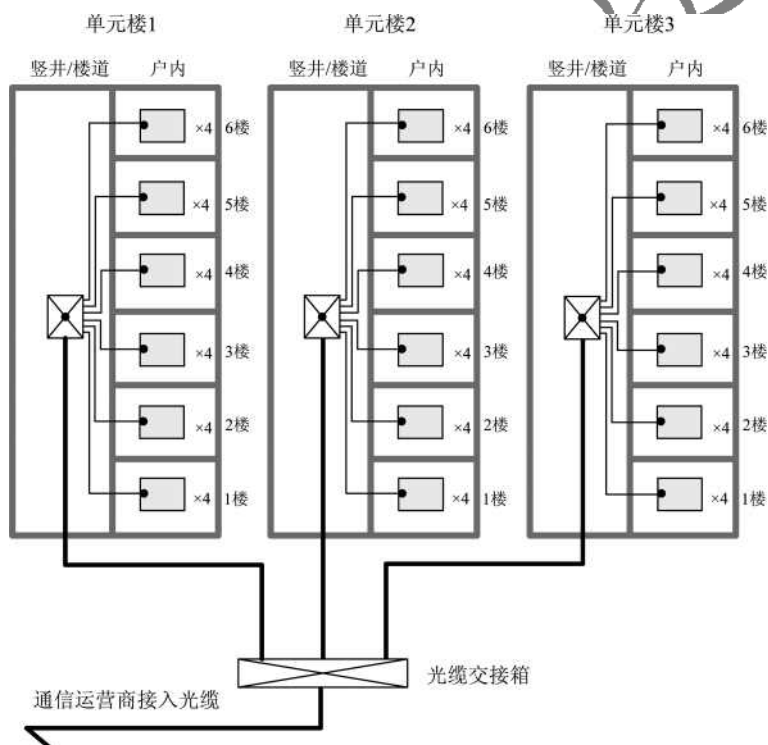 单元楼1 单元楼2 单元楼3
竖井/楼道 户内 竖井/楼道 户内 竖井/楼道 户内
×4 6楼 ×4 6楼 ×4 6楼
×4 5楼 ×4 5楼 ×4 5楼
×4 4楼 ×4 4楼 ×4 4楼
×4 3楼 ×4 3楼 ×4 3楼
×4 2楼 ×4 2楼 ×4 2楼
×4 1楼 ×4 1楼 ×4 1楼
光缆交接箱
通信运营商接入光缆